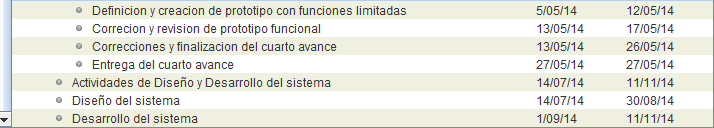 Definicion y creacion de prototipo con funciones limitadas 5/05/14 12/05/14
Correcion y revision de prototipo funcional 13/05/14 17/05/14
Correcciones y finalizacion del cuarto avance 13/05/14 26/05/14
Entrega del cuarto avance 27/05/14 27/05/14
Actividades de Diseño y Desarrollo del sistema 14/07/14 11/11/14
Diseño del sistema 14/07/14 30/08/14
Desarrollo del sistema 1/09/14 11/11/14